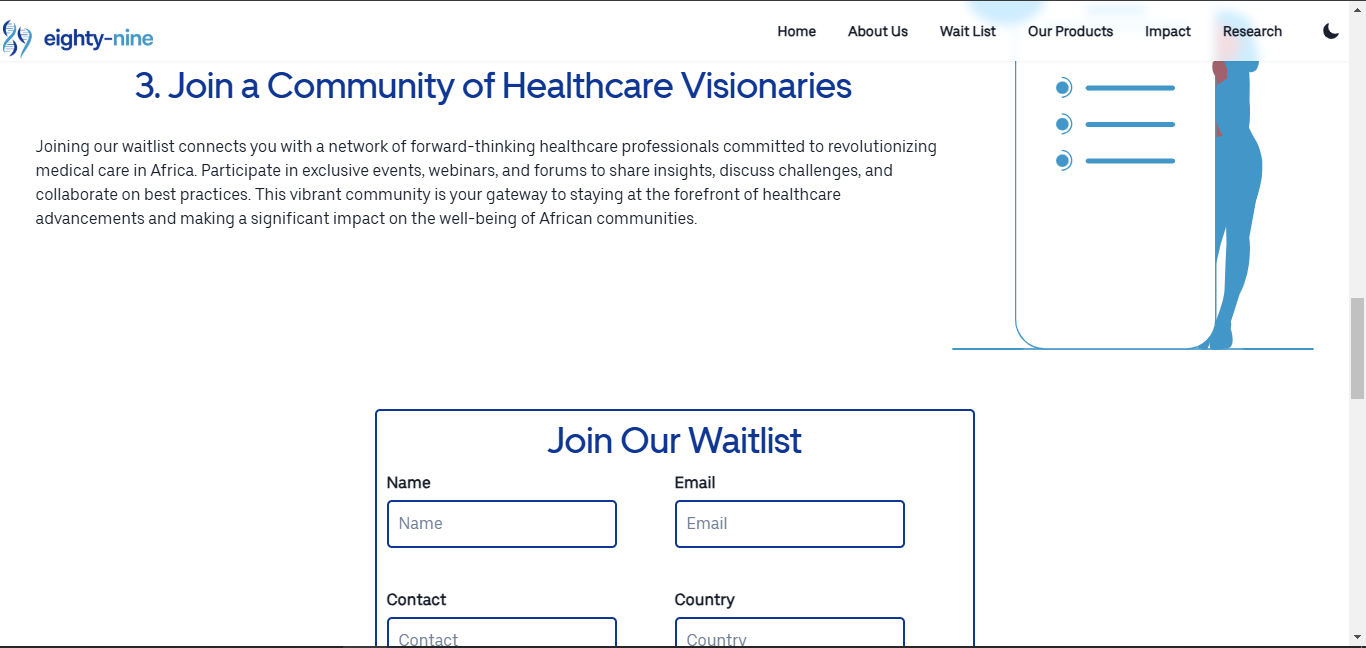 eighty-nine
Home About Us Wait List Our Products Impact Research
3. Join a Community of Healthcare Visionaries
Joining our waitlist connects you with a network of forward-thinking healthcare professionals committed to revolutionizing
medical care in Africa. Participate in exclusive events, webinars, and forums to share insights, discuss challenges, and
collaborate on best practices. This vibrant community is your gateway to staying at the forefront of healthcare
advancements and making a significant impact on the well-being of African communities.
Join Our Waitlist
Name Email
Name Email
Contact Country
Contact Country